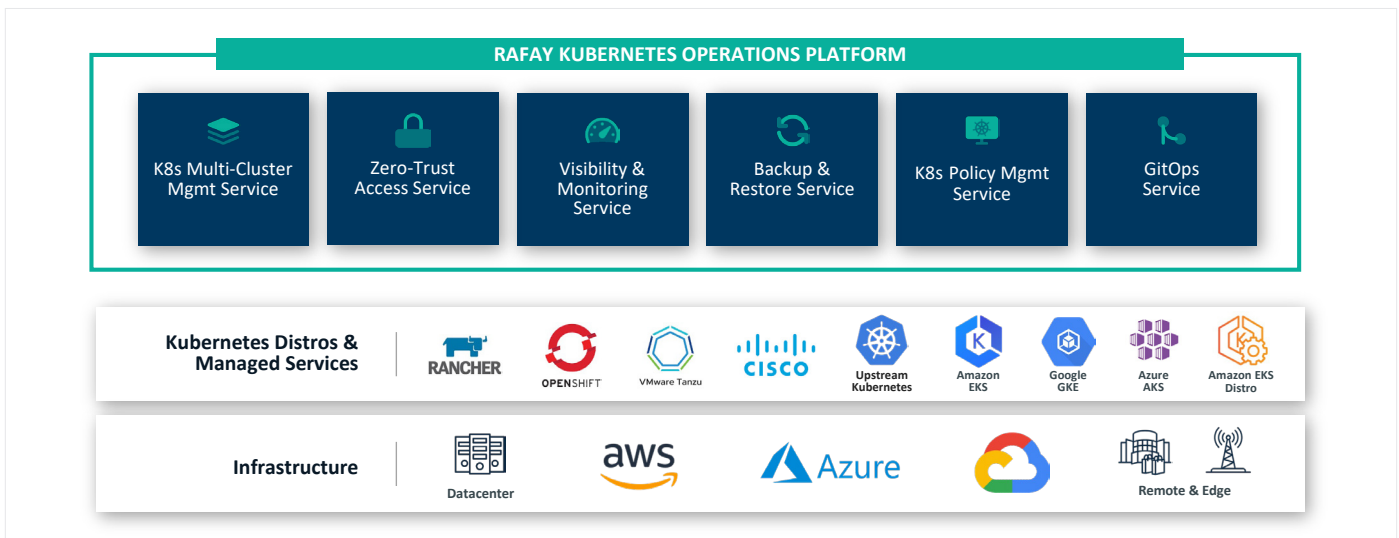 RAFAY KUBERNETES OPERATIONS PLATFORM
K8s Multi-Cluster
Mgmt Service
Zero-Trust
Access Service
Visibility &
Monitoring
Service
Backup &
Restore Service
K8s Policy Mgmt
Service
GitOps
Service
Kubernetes Distros &
Managed Services
RANCHER
OPENSHIFT
VMware Tanzu
CISCO
Upstream
Kubernetes
K
Amazon
EKS
Google
GKE
Azure
AKS
K
Amazon EKS
Distro
Infrastructure
Datacenter
aws
Azure
Remote & Edge